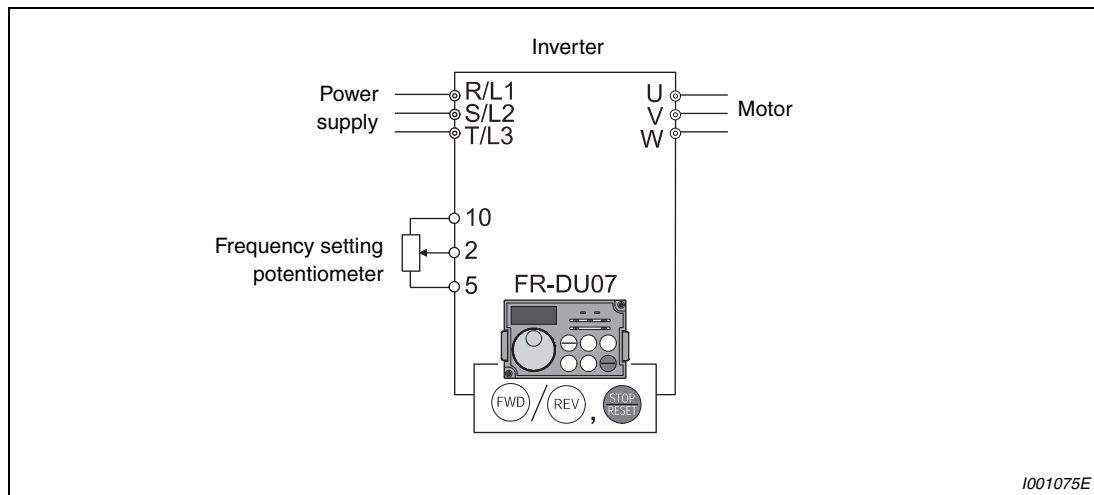 Inverter
Power
supply
R/L1
S/L2
T/L3
U
V
W
Motor
Frequency setting
potentiometer
10
2
5
FR-DU07
FWD / REV , STOP
RESET
I001075E